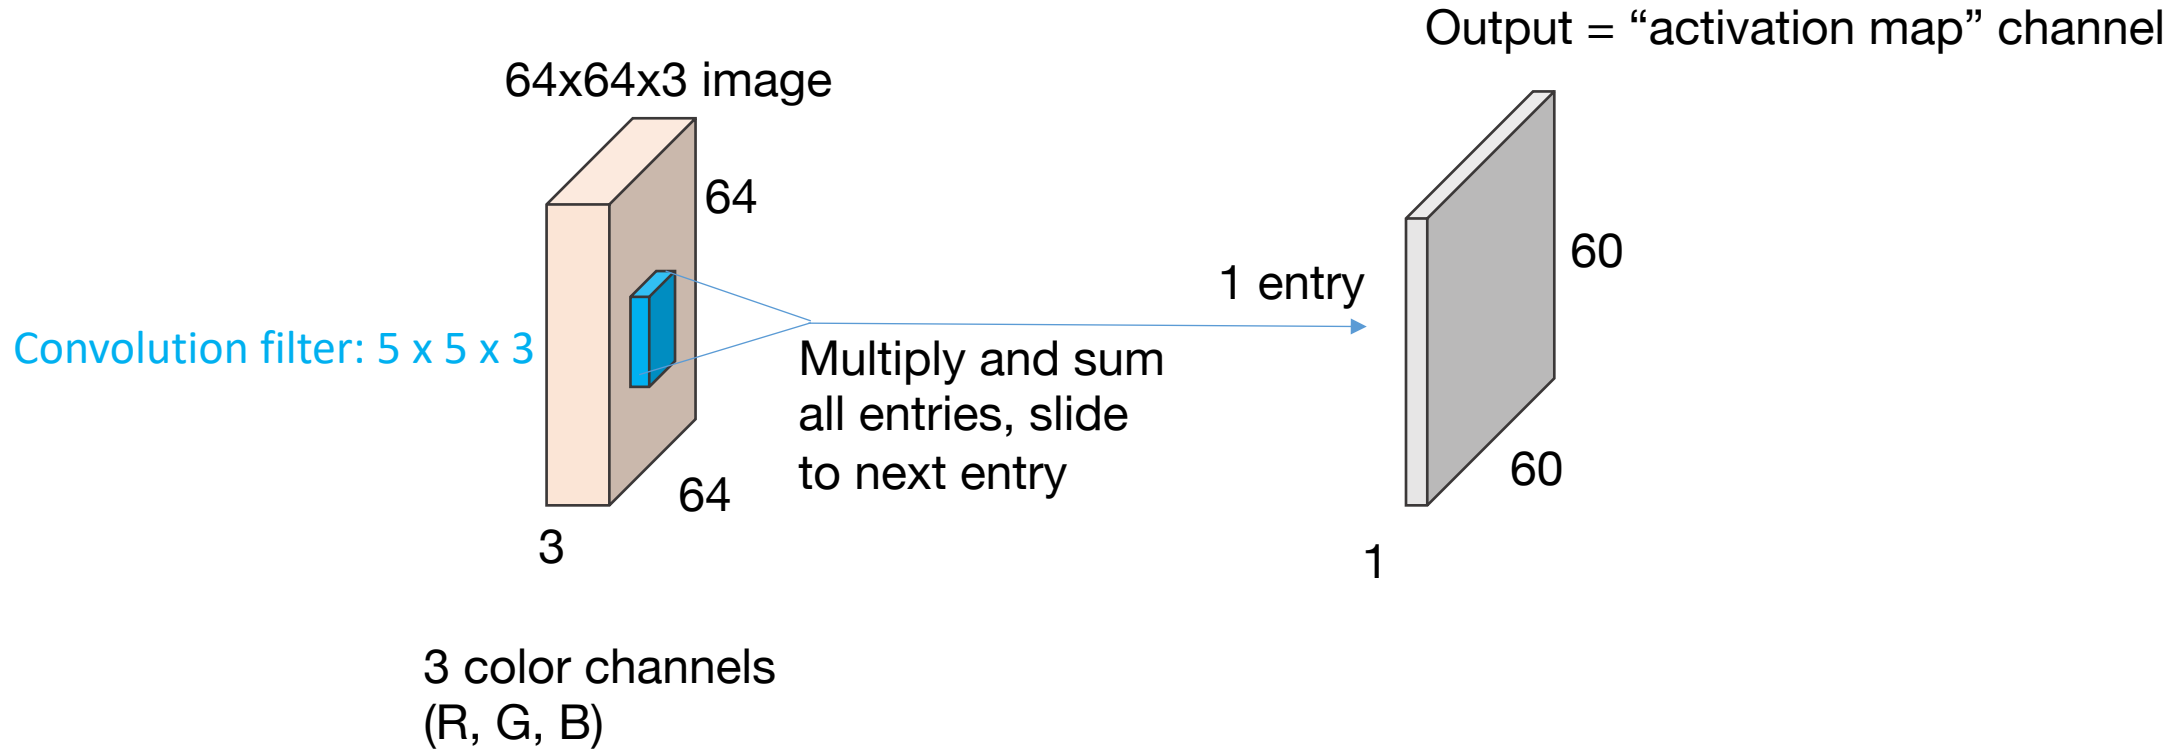 Output = “activation map” channel
64x64x3 image
64
60
1 entry
Convolution filter: 5 x 5 x 3
Multiply and sum
all entries, slide
to next entry
64
60
3
1
3 color channels
(R, G, B)